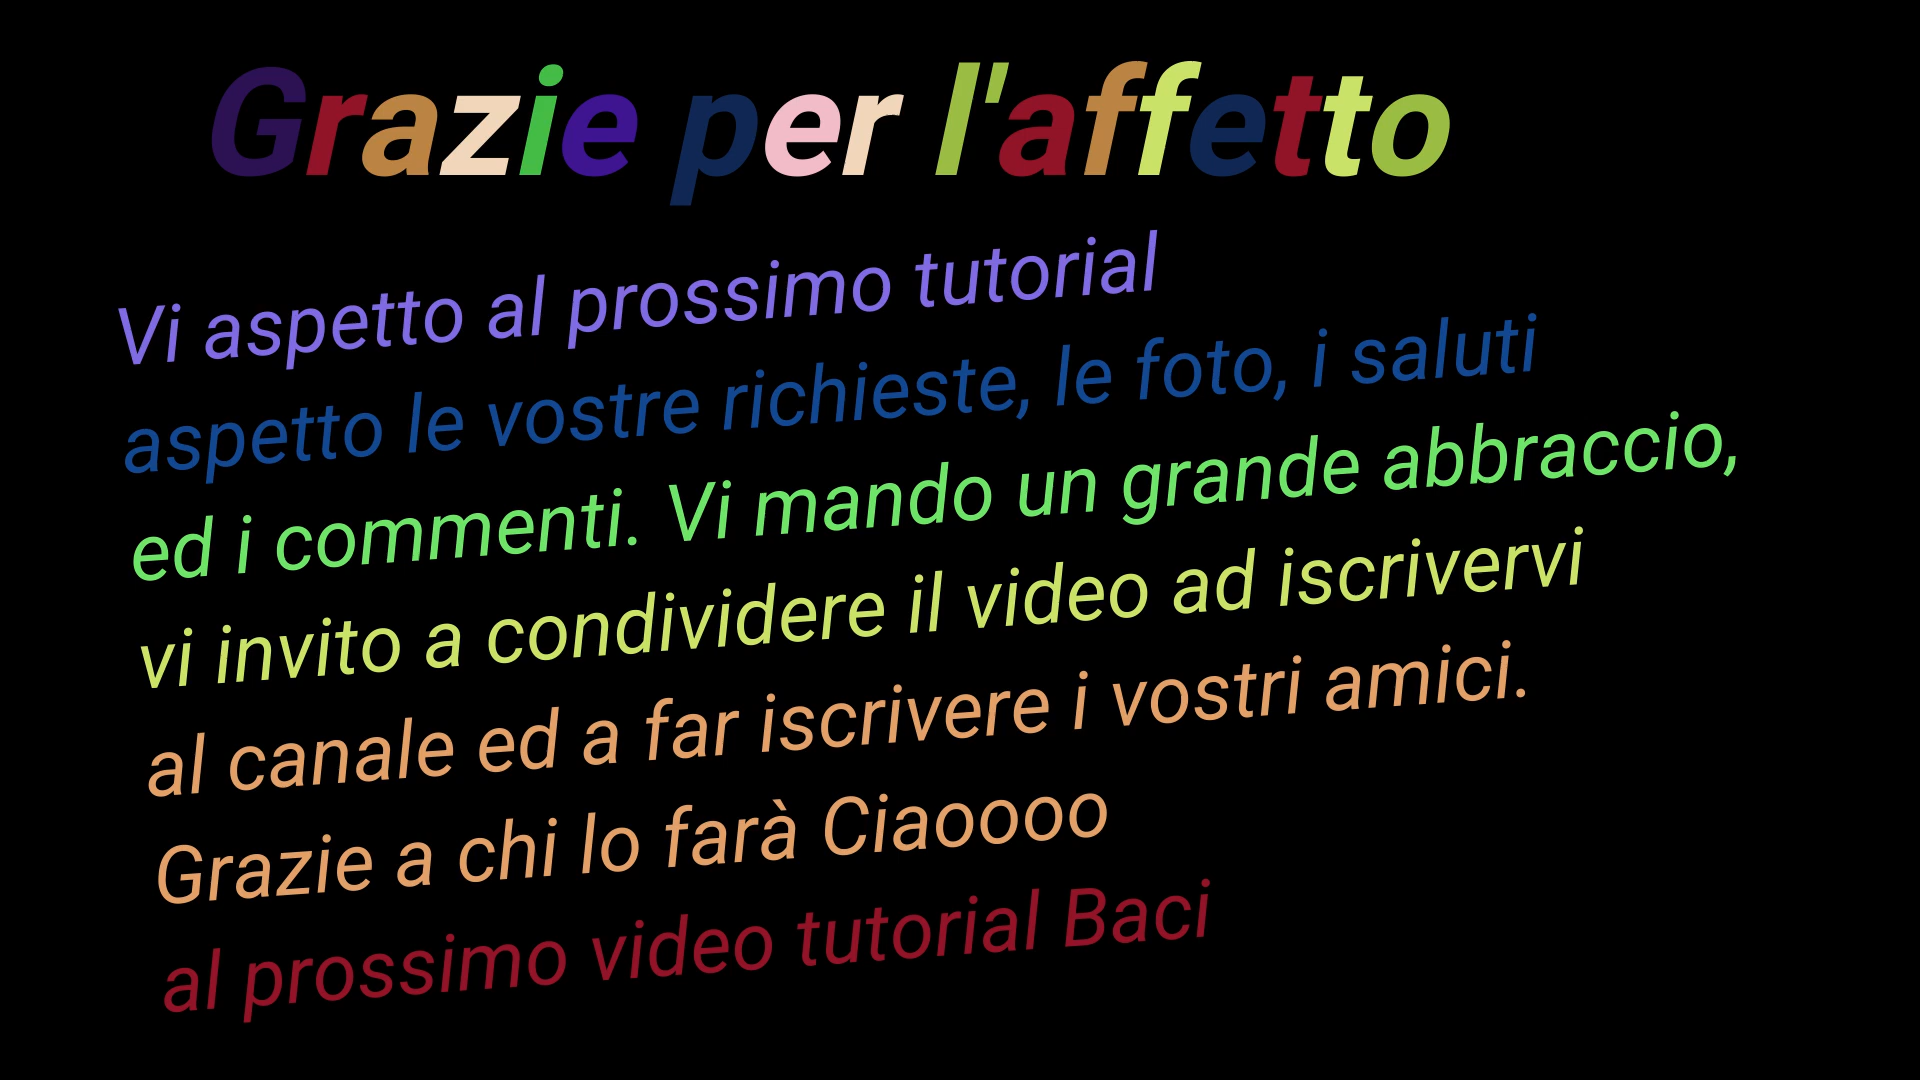 Grazie per l'affetto
Vi aspetto al prossimo tutorial
aspetto le vostre richieste, le foto, i saluti
ed i commenti. Vi mando un grande abbraccio,
vi invito a condividere il video ad iscrivervi
al canale ed a far iscrivere i vostri amici.
Grazie a chi lo farà Ciaoooo
al prossimo video tutorial Baci